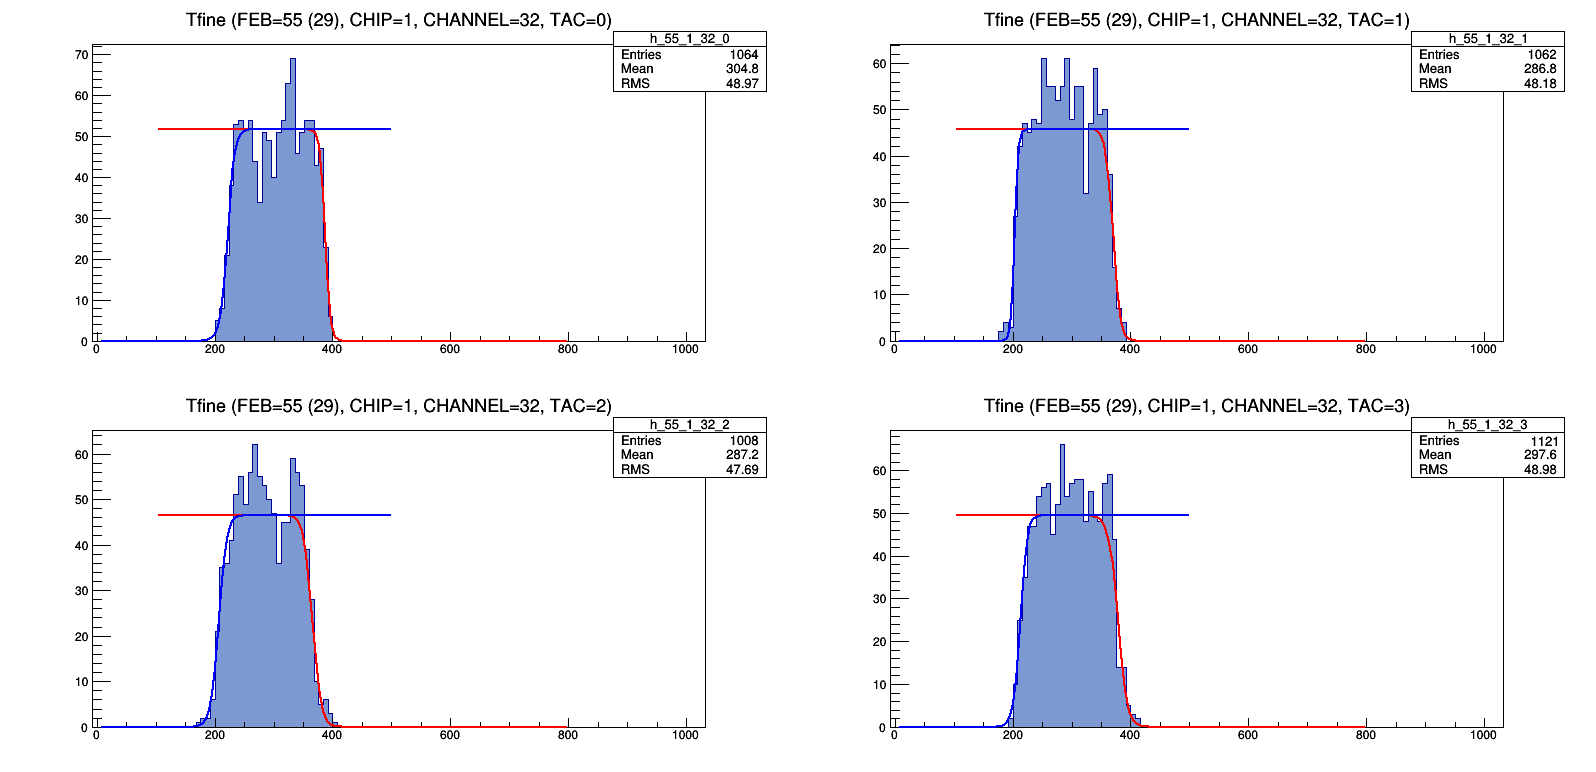 Tfine (FEB=55 (29), CHIP=1, CHANNEL=32, TAC=0)
h_55_1_32_0
Entries 1064
Mean 304.8
RMS 48.97
70
60
50
40
30
20
10
0
0 200 400 600 800 1000
Tfine (FEB=55 (29), CHIP=1, CHANNEL=32, TAC=1)
h_55_1_32_1
Entries 1062
Mean 286.8
RMS 48.18
60
50
40
30
20
10
0
0 200 400 600 800 1000
Tfine (FEB=55 (29), CHIP=1, CHANNEL=32, TAC=2)
h_55_1_32_2
Entries 1008
Mean 287.2
RMS 47.69
60
50
40
30
20
10
0
0 200 400 600 800 1000
Tfine (FEB=55 (29), CHIP=1, CHANNEL=32, TAC=3)
h_55_1_32_3
Entries 1121
Mean 297.6
RMS 48.98
60
50
40
30
20
10
0
0 200 400 600 800 1000